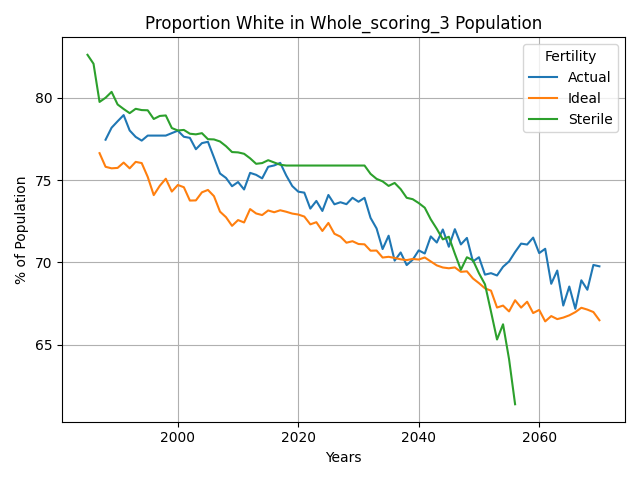 Proportion White in Whole_scoring_3 Population
Fertility
Actual
Ideal
Sterile
% of Population
80
75
70
65
2000
2020
2040
2060
Years